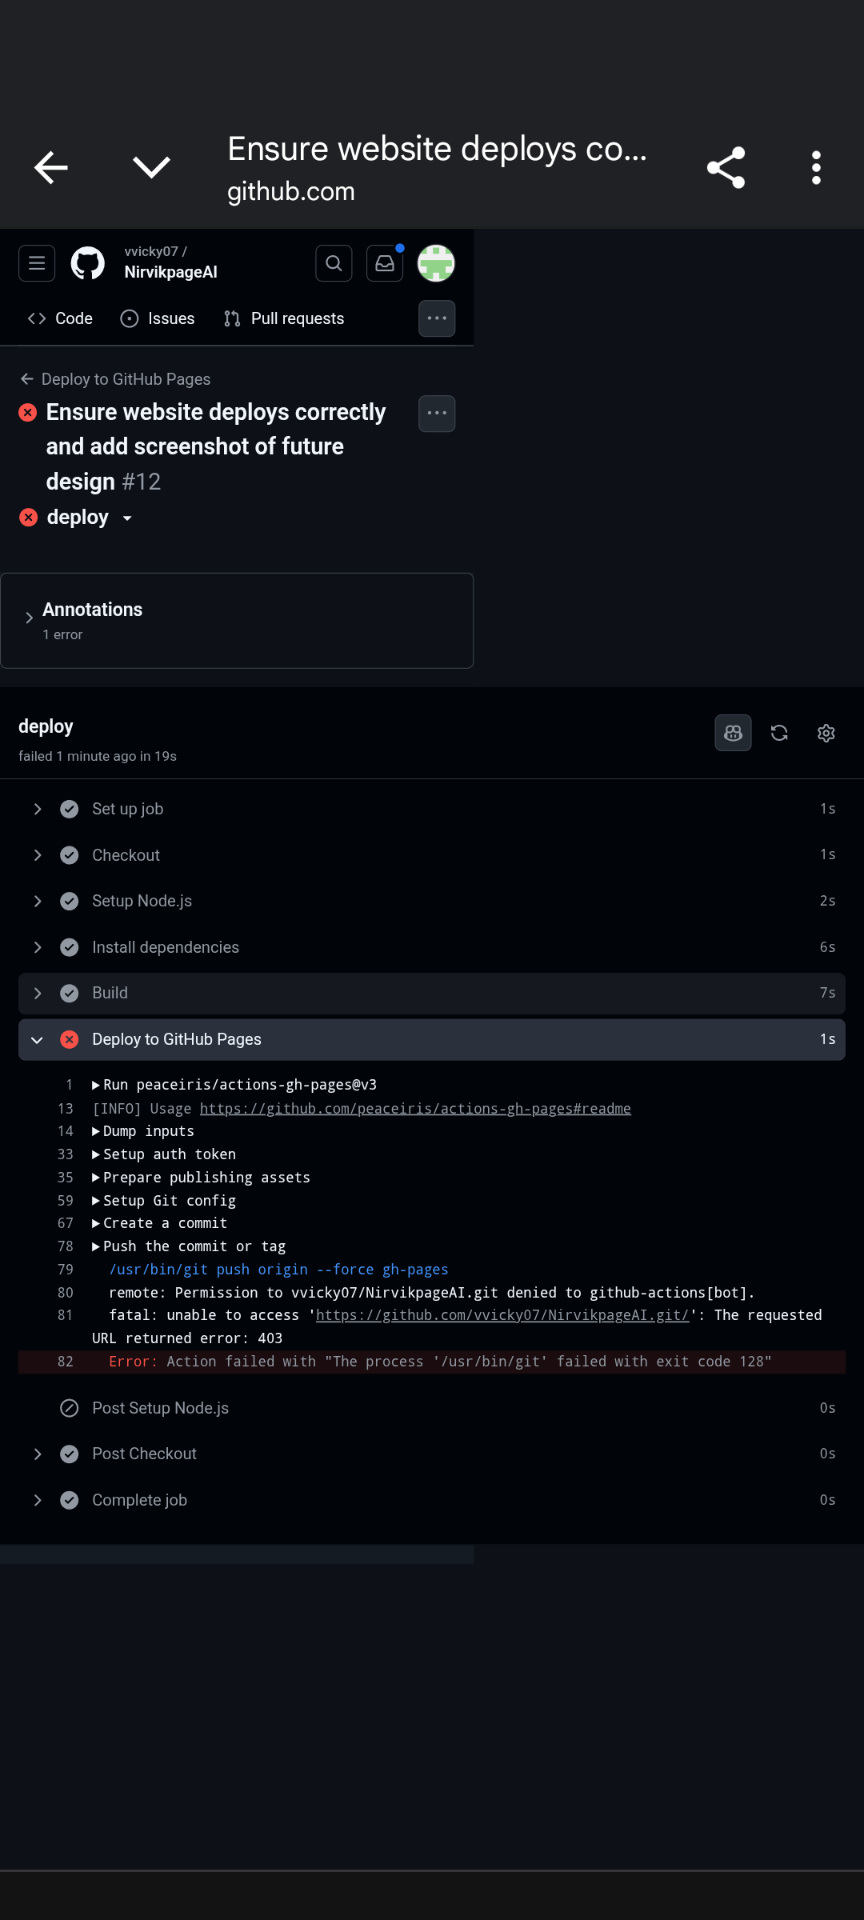 Ensure website deploys co...
github.com
vvicky07 /
NirvikpageAI
Code
Issues
Pull requests
Deploy to GitHub Pages
Ensure website deploys correctly
and add screenshot of future
design #12
deploy
Annotations
1 error
deploy
failed 1 minute ago in 19s
Set up job 1s
Checkout 1s
Setup Node.js 2s
Install dependencies 6s
Build 7s
Deploy to GitHub Pages 1s
1 ▶Run peaceiris/actions-gh-pages@v3
13 [INFO] Usage https://github.com/peaceiris/actions-gh-pages#readme
14 ▶Dump inputs
33 ▶Setup auth token
35 ▶Prepare publishing assets
59 ▶Setup Git config
67 ▶Create a commit
78 ▶Push the commit or tag
79 /usr/bin/git push origin --force gh-pages
80 remote: Permission to vvicky07/NirvikpageAI.git denied to github-actions[bot].
81 fatal: unable to access 'https://github.com/vvicky07/NirvikpageAI.git/': The requested
URL returned error: 403
82 Error: Action failed with "The process '/usr/bin/git' failed with exit code 128"
Post Setup Node.js 0s
Post Checkout 0s
Complete job 0s